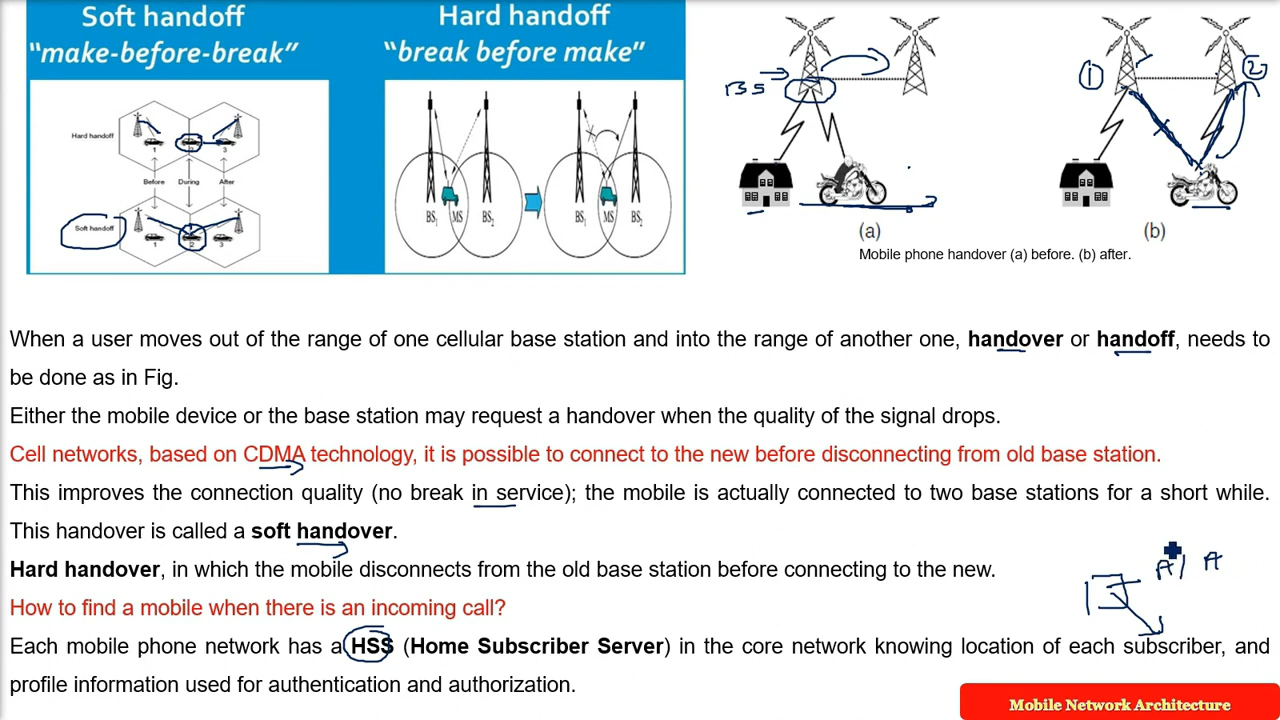 Soft handoff
"make-before-break"
Hard handoff
"break before make"
Hard handoff
1
2
3
Before
During
After
Soft handoff
1
2
3
BS1
MS
BS2
BS1
MS
BS2
BS
1
2
(a)
(b)
Mobile phone handover (a) before. (b) after.
When a user moves out of the range of one cellular base station and into the range of another one, handover or handoff, needs to
be done as in Fig.
Either the mobile device or the base station may request a handover when the quality of the signal drops.
Cell networks, based on CDMA technology, it is possible to connect to the new before disconnecting from old base station.
This improves the connection quality (no break in service); the mobile is actually connected to two base stations for a short while.
This handover is called a soft handover.
Hard handover, in which the mobile disconnects from the old base station before connecting to the new.
How to find a mobile when there is an incoming call?
Each mobile phone network has a HSS (Home Subscriber Server) in the core network knowing location of each subscriber, and
profile information used for authentication and authorization.
Mobile Network Architecture